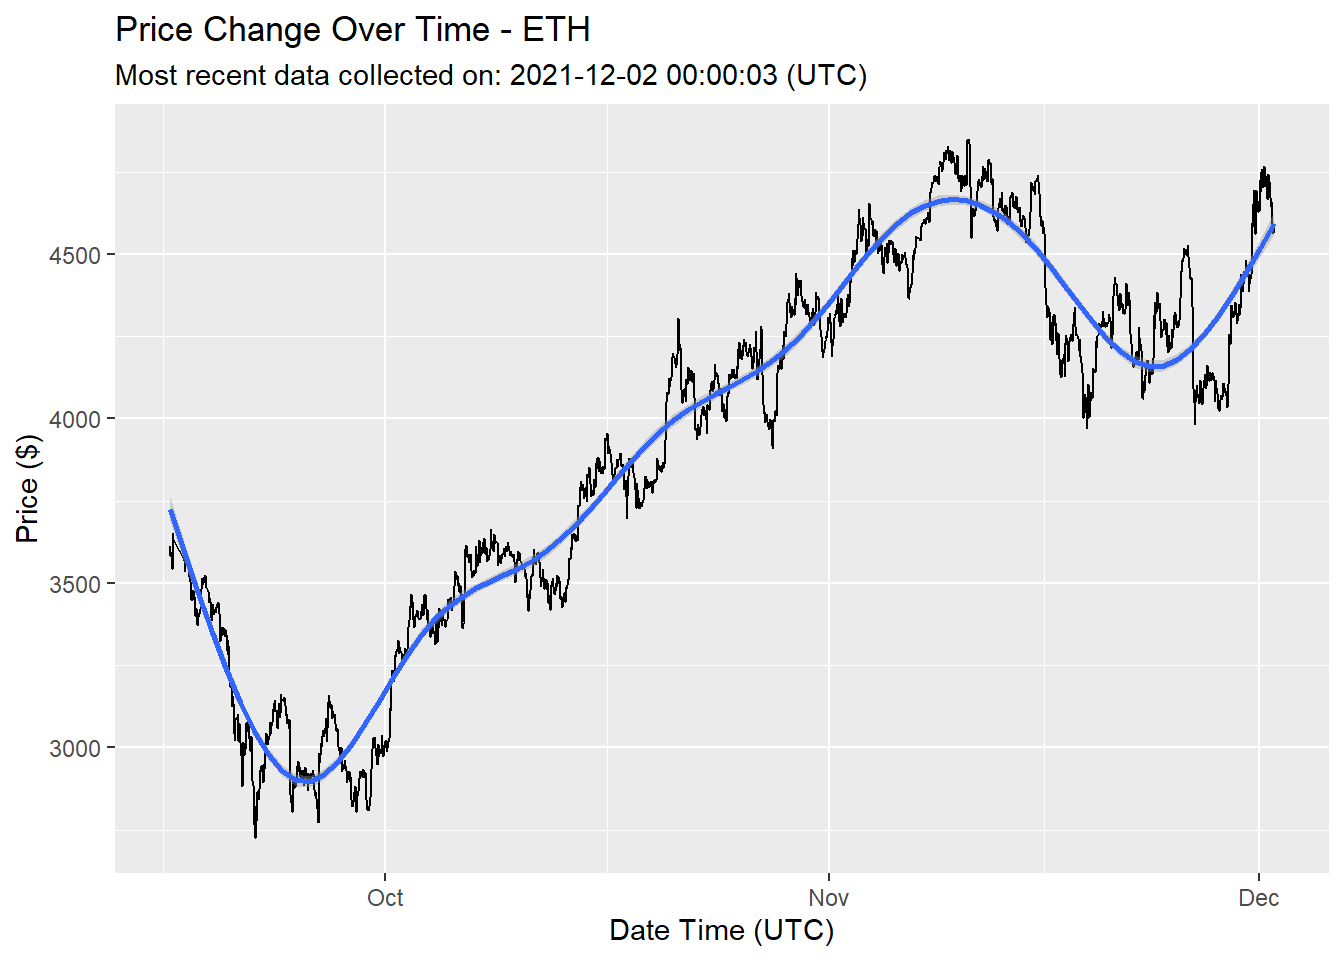 Price Change Over Time - ETH
Most recent data collected on: 2021-12-02 00:00:03 (UTC)
Price ($)
4500
4000
3500
3000
Oct
Nov
Dec
Date Time (UTC)